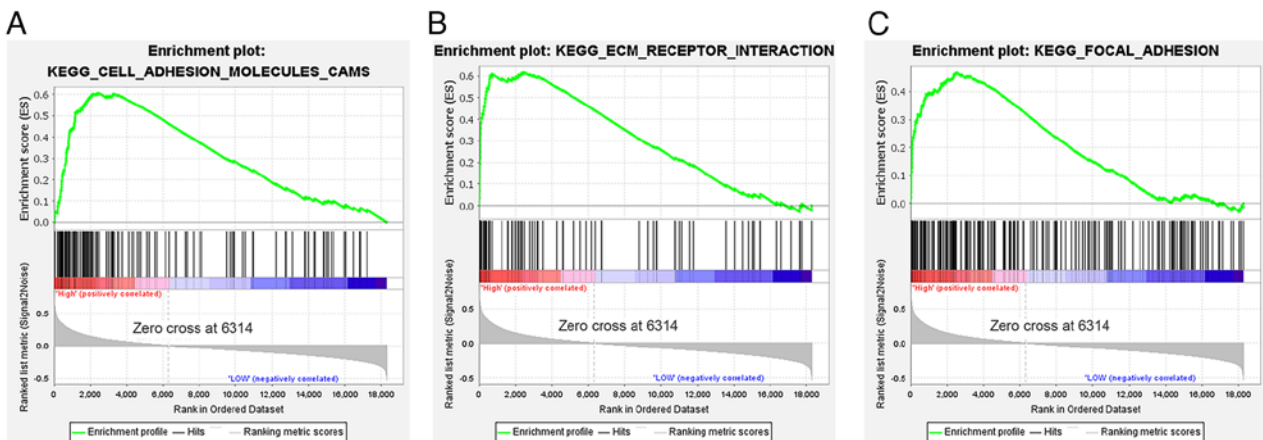 A
Enrichment plot:
KEGG_CELL_ADHESION_MOLECULES_CAMS
Enrichment score (ES)
0.6
0.5
0.4
0.3
0.2
0.1
0.0
'High' (positively correlated)
Ranked list metric (Signal2Noise)
0.5
0.0
-0.5
Zero cross at 6314
'LOW' (negatively correlated)
0 2,000 4,000 6,000 8,000 10,000 12,000 14,000 16,000 18,000
Rank in Ordered Dataset
Enrichment profile Hits Ranking metric scores
B
Enrichment plot: KEGG_ECM_RECEPTOR_INTERACTION
Enrichment score (ES)
0.6
0.5
0.4
0.3
0.2
0.1
0.0
'High' (positively correlated)
Ranked list metric (Signal2Noise)
0.5
0.0
-0.5
Zero cross at 6314
'LOW' (negatively correlated)
0 2,000 4,000 6,000 8,000 10,000 12,000 14,000 16,000 18,000
Rank in Ordered Dataset
Enrichment profile Hits Ranking metric scores
C
Enrichment plot: KEGG_FOCAL_ADHESION
Enrichment score (ES)
0.4
0.3
0.2
0.1
0.0
'High' (positively correlated)
Ranked list metric (Signal2Noise)
0.5
0.0
-0.5
Zero cross at 6314
'LOW' (negatively correlated)
0 2,000 4,000 6,000 8,000 10,000 12,000 14,000 16,000 18,000
Rank in Ordered Dataset
Enrichment profile Hits Ranking metric scores